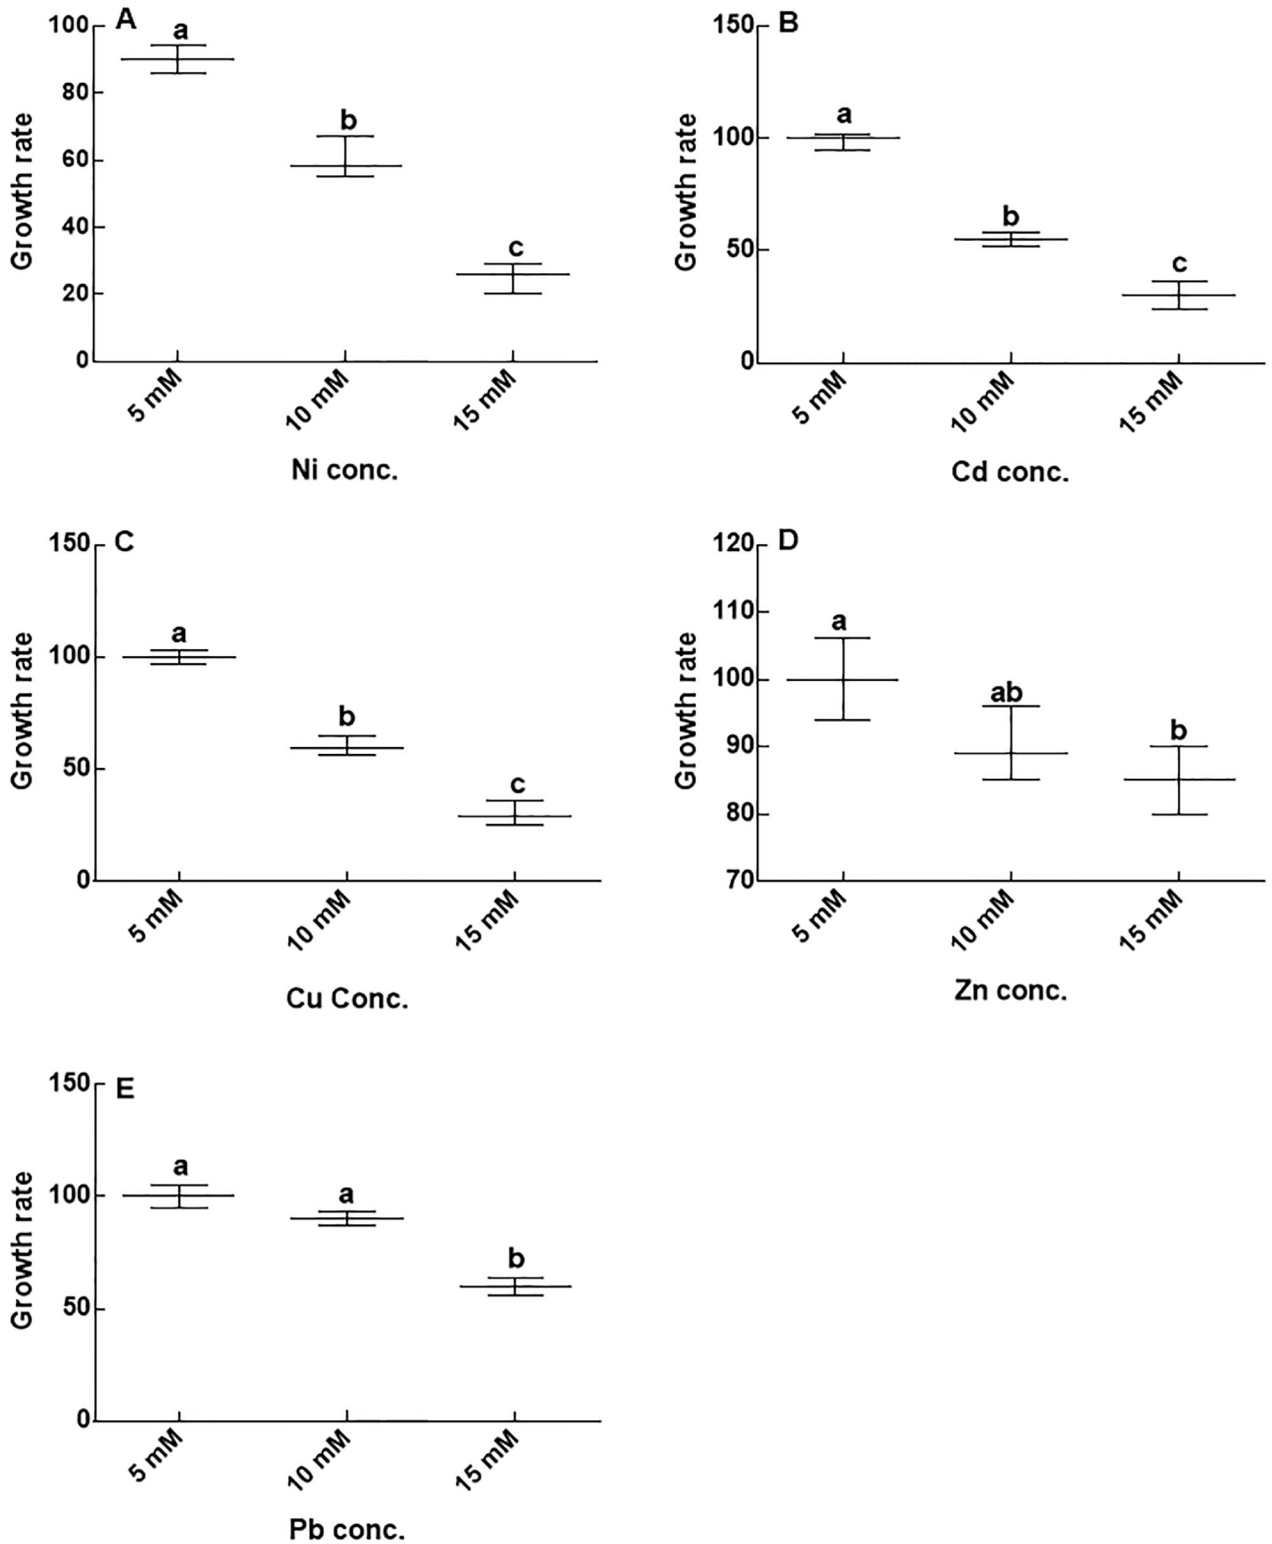 A
100
80
60
40
20
0
Growth rate
a
b
c
5 mM
10 mM
15 mM
Ni conc.
B
150
100
50
0
Growth rate
a
b
c
5 mM
10 mM
15 mM
Cd conc.
C
150
100
50
0
Growth rate
a
b
c
5 mM
10 mM
15 mM
Cu Conc.
D
120
110
100
90
80
70
Growth rate
a
ab
b
5 mM
10 mM
15 mM
Zn conc.
E
150
100
50
0
Growth rate
a
a
b
5 mM
10 mM
15 mM
Pb conc.